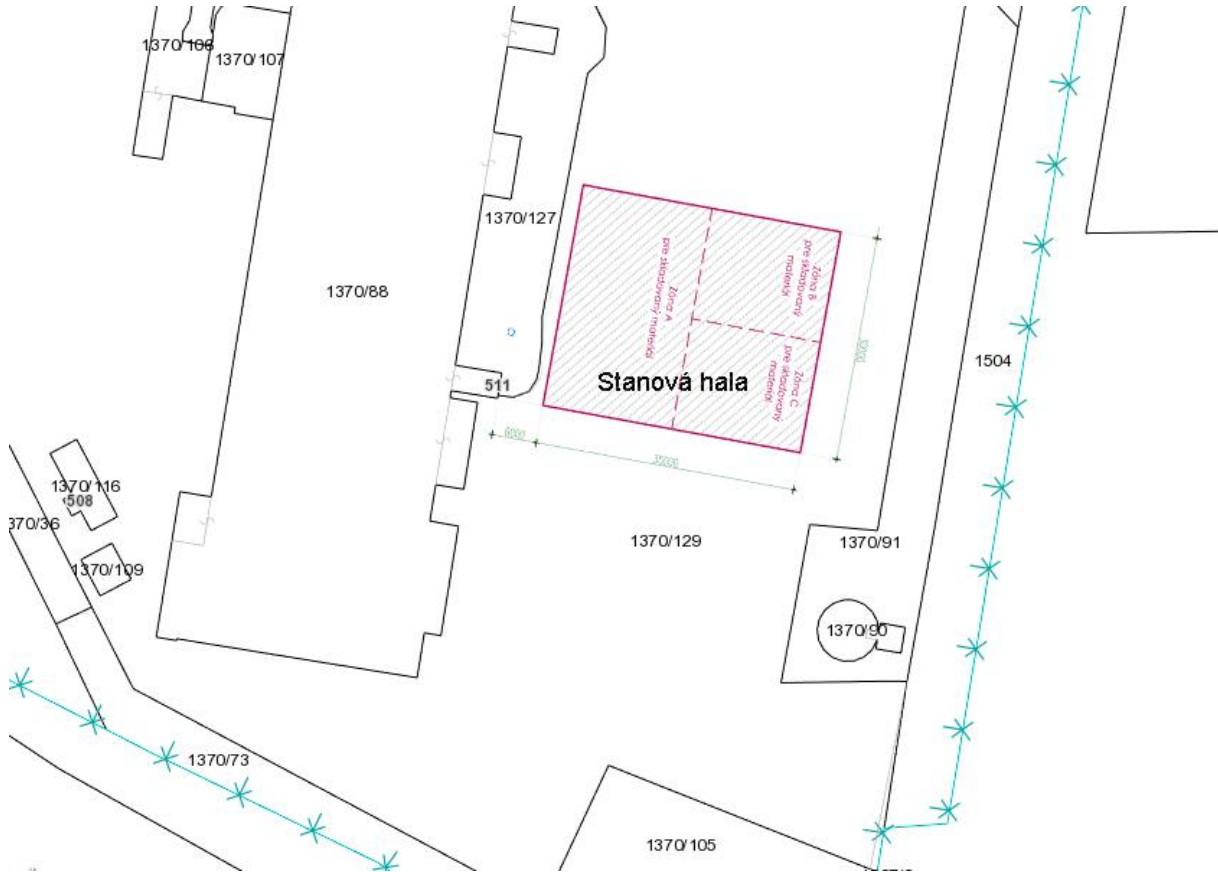 1370/106
1370/107
1370/127
1370/88
Zóna A
pre skladovaný materiál
Zóna B
pre skladovaný
materiál
Zóna C
pre skladovaný
materiál
Stanová hala
30000
6000
35000
511
1504
1370/116
508
370/36
1370/109
1370/129
1370/91
1370/90
1370/73
1370/105